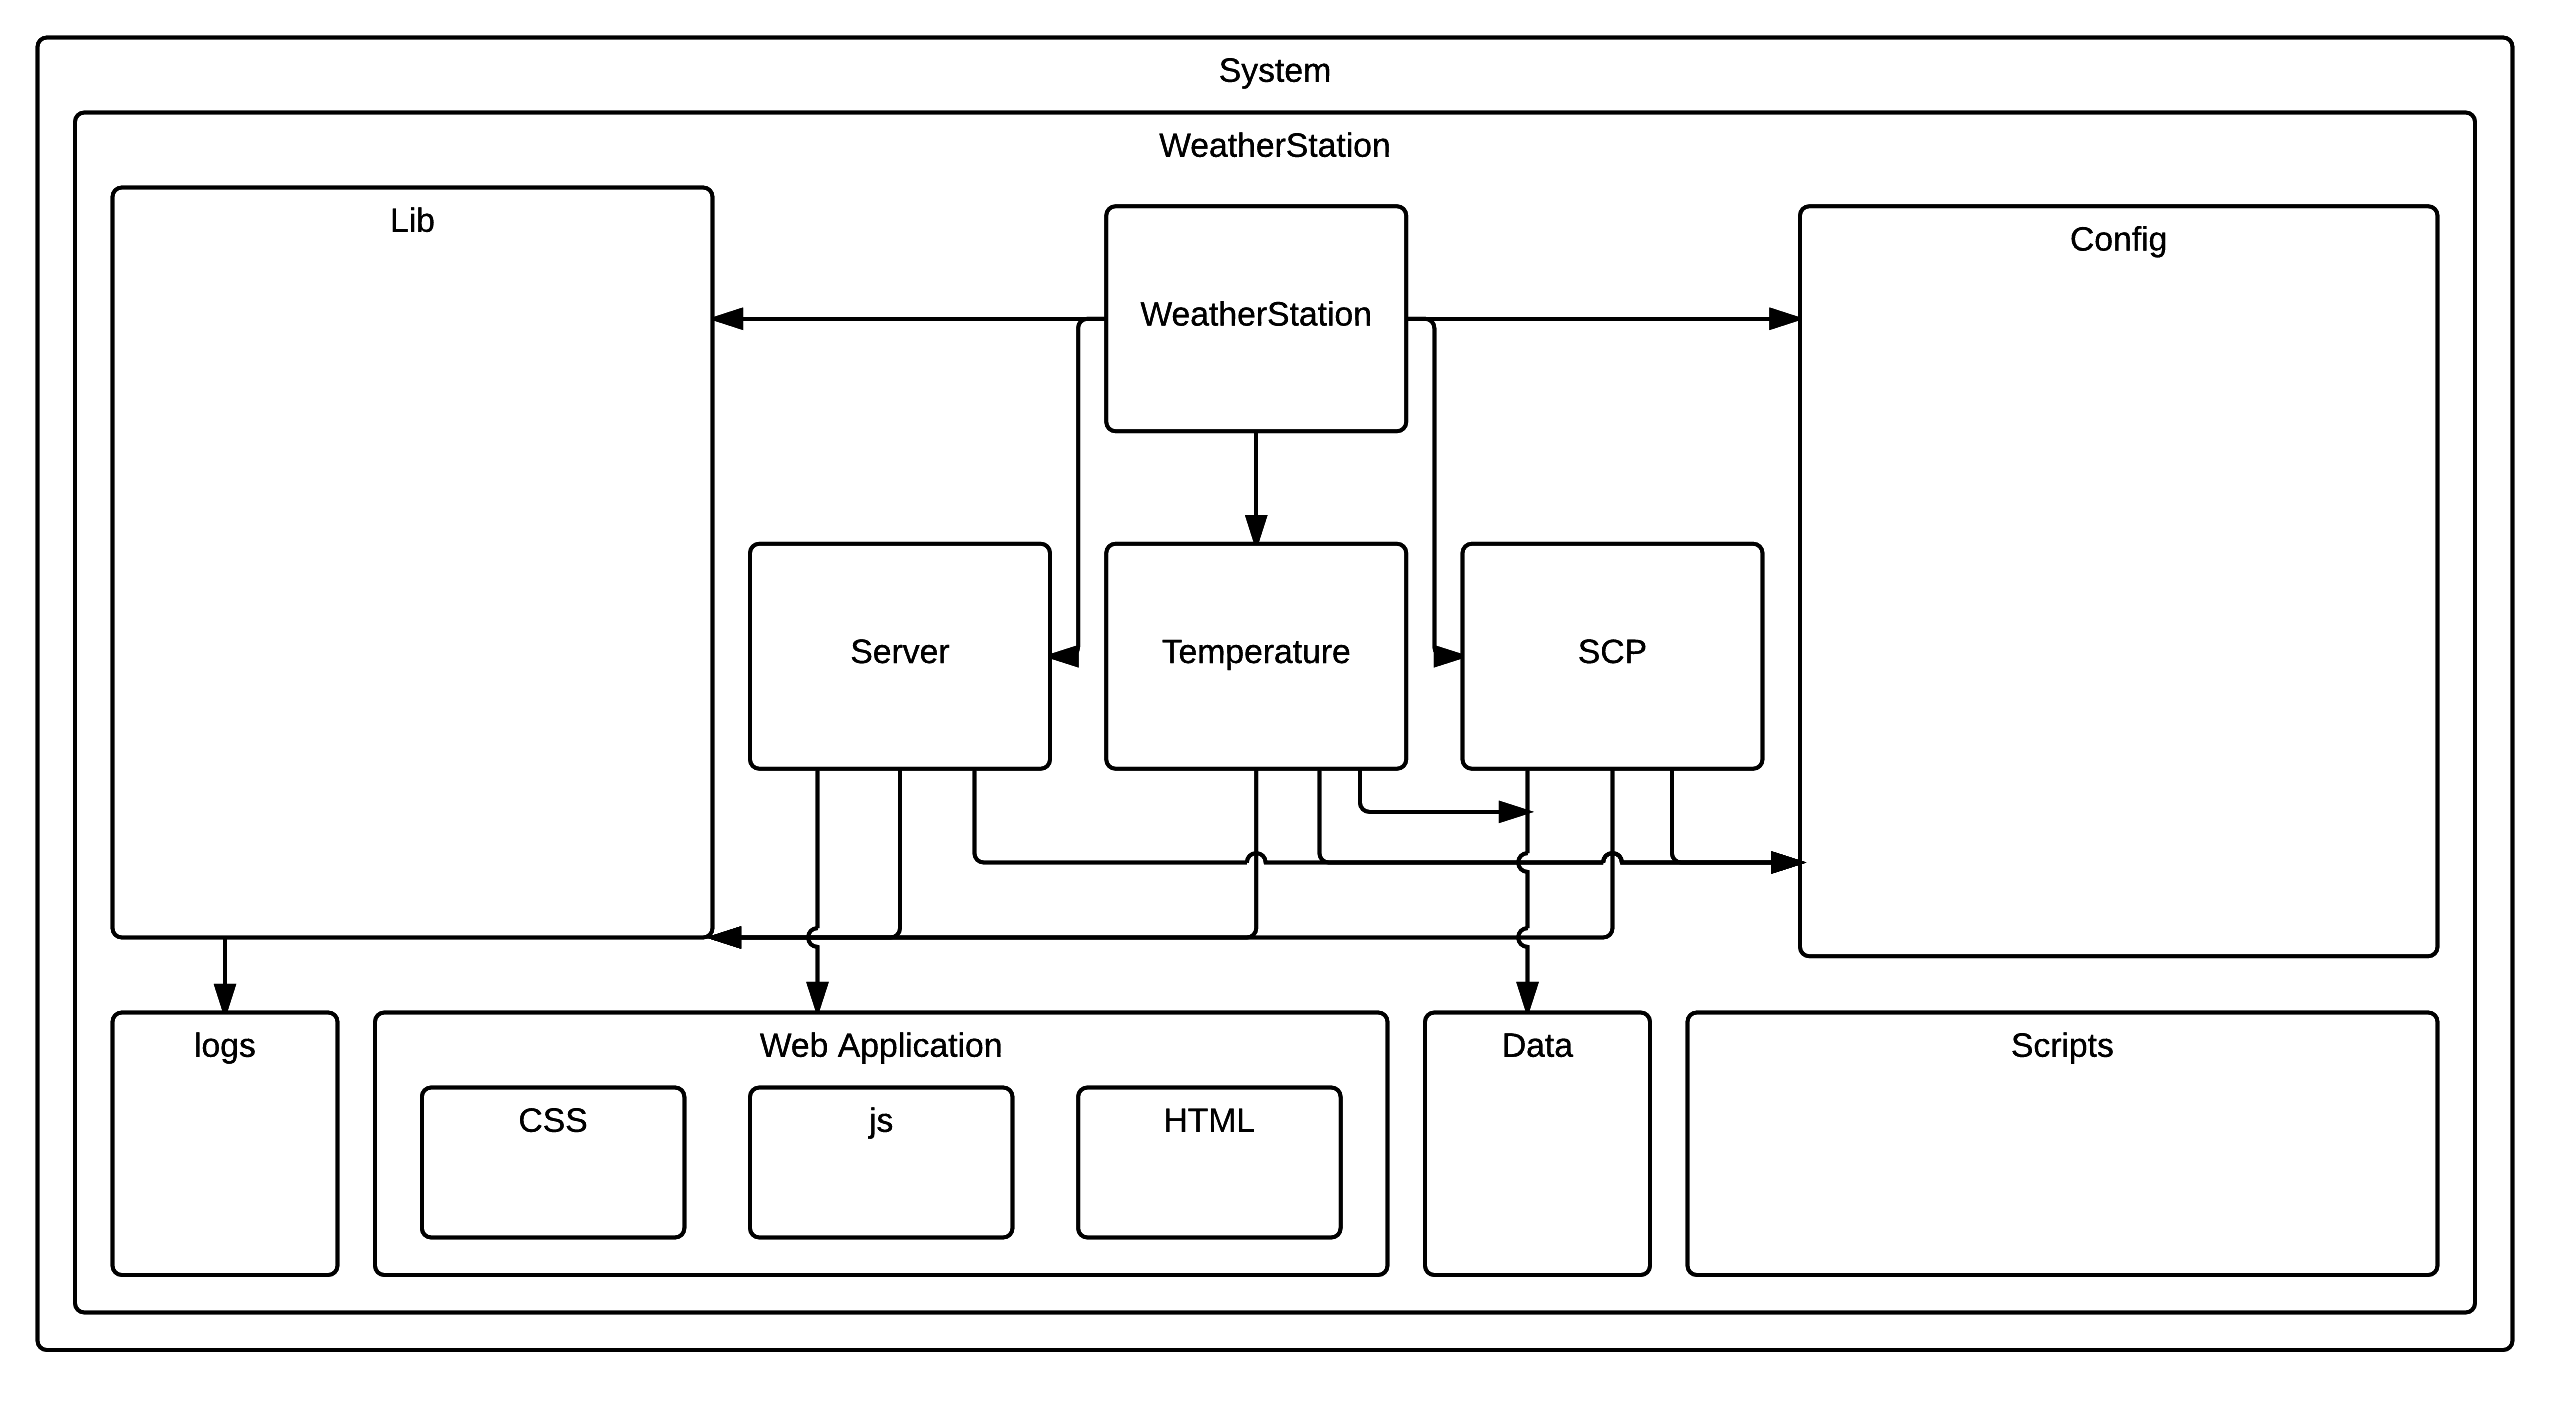 System
WeatherStation
Lib
WeatherStation
Config
Server
Temperature
SCP
logs
Web Application
Data
Scripts
CSS
js
HTML